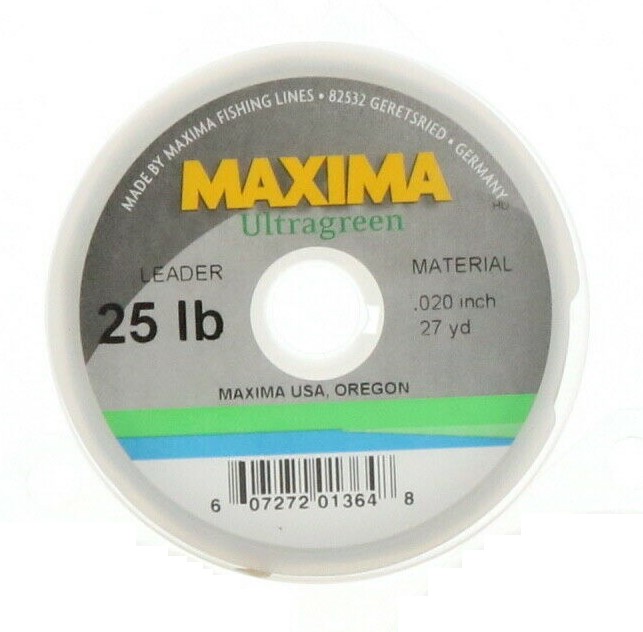 MADE BY MAXIMA FISHING LINES • 82532 GERETSRIED • GERMANY
MAXIMA
Ultragreen
LEADER
MATERIAL
25 lb
.020 inch
27 yd
MAXIMA USA, OREGON
6 07272 01364 8